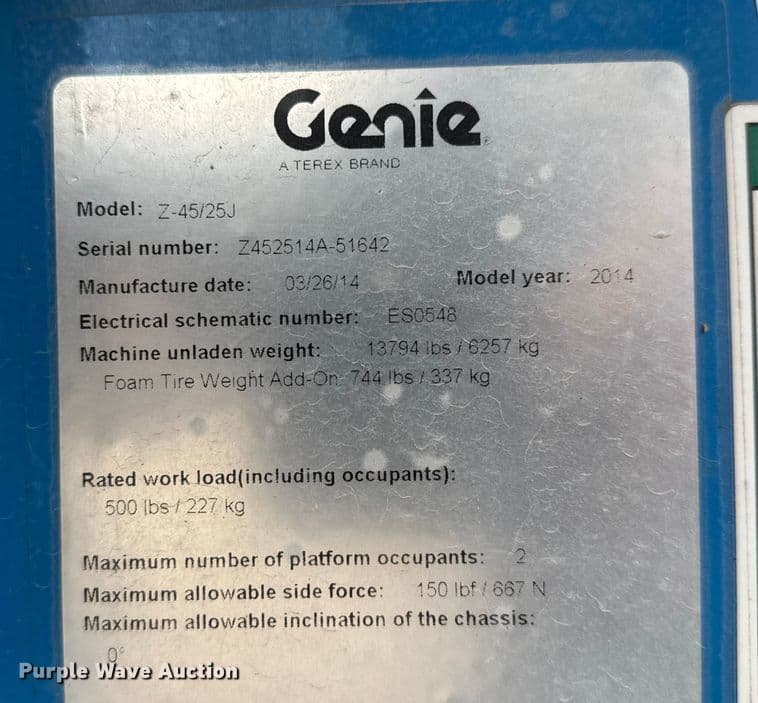 Genie
A TEREX BRAND
Model: Z-45/25J
Serial number: Z452514A-51642
Manufacture date: 03/26/14 Model year: 2014
Electrical schematic number: ES0548
Machine unladen weight: 13794 lbs / 6257 kg
Foam Tire Weight Add-On: 744 lbs / 337 kg
Rated work load(including occupants):
500 lbs / 227 kg
Maximum number of platform occupants: 2
Maximum allowable side force: 150 lbf / 667 N
Maximum allowable inclination of the chassis:
0°
Purple Wave Auction